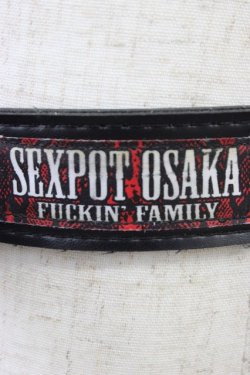 SEXPOT OSAKA
FUCKIN' FAMILY